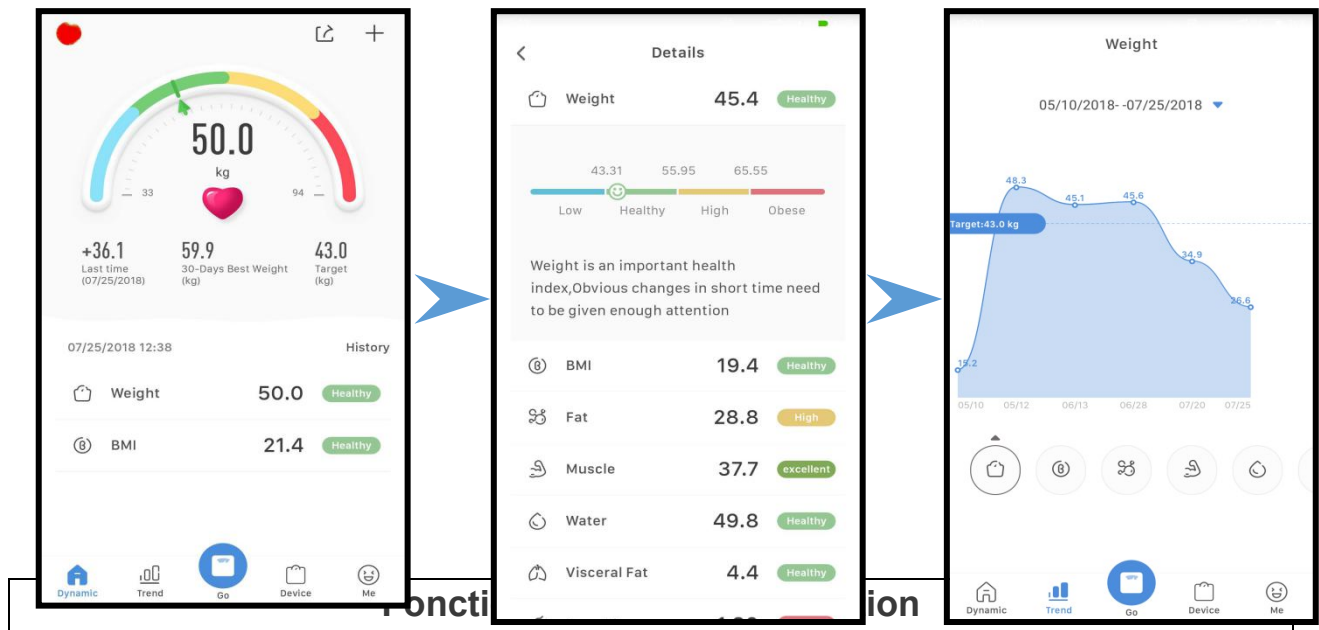 50.0
kg
33
94
+36.1
59.9
43.0
Last time
30-Days Best Weight
Target
(07/25/2018)
(kg)
(kg)
07/25/2018 12:38
History
Weight
50.0
Healthy
BMI
21.4
Healthy
Dynamic
Trend
Go
Device
Me
Details
Weight
45.4
Healthy
43.31
55.95
65.55
Low
Healthy
High
Obese
Weight is an important health
index,Obvious changes in short time need
to be given enough attention
BMI
19.4
Healthy
Fat
28.8
High
Muscle
37.7
excellent
Water
49.8
Healthy
Visceral Fat
4.4
Healthy
Weight
05/10/2018- -07/25/2018
48.3
45.1
45.6
Target:43.0 kg
34.9
26.6
15.2
05/10
05/12
06/13
06/28
07/20
07/25
Dynamic
Trend
Go
Device
Me